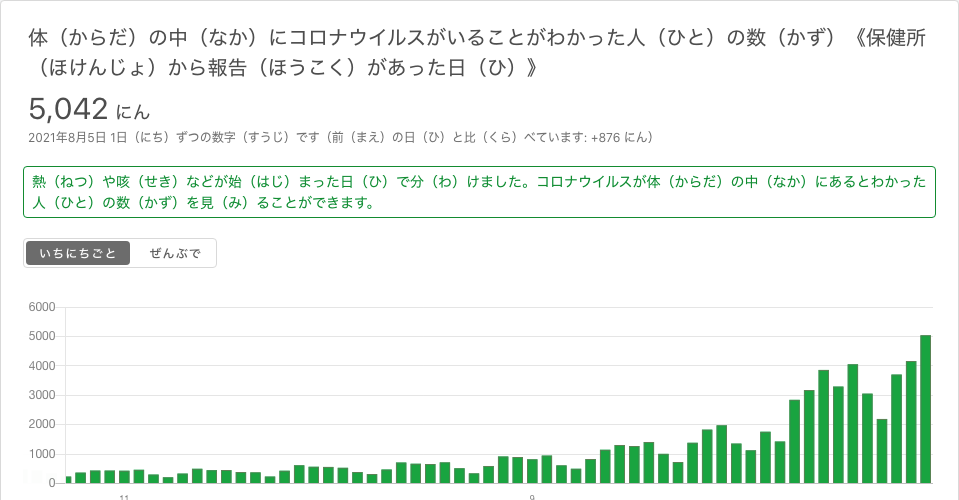 体（からだ）の中（なか）にコロナウイルスがいることがわかった人（ひと）の数（かず）《保健所
（ほけんじょ）から報告（ほうこく）があった日（ひ）》
5,042 にん
2021年8月5日 1日（にち）ずつの数字（すうじ）です（前（まえ）の日（ひ）と比（くら）べています: +876 にん）
熱（ねつ）や咳（せき）などが始（はじ）まった日（ひ）で分（わ）けました。コロナウイルスが体（からだ）の中（なか）にあるとわかった
人（ひと）の数（かず）を見（み）ることができます。
いちにちごと ぜんぶで
6000
5000
4000
3000
2000
1000
0